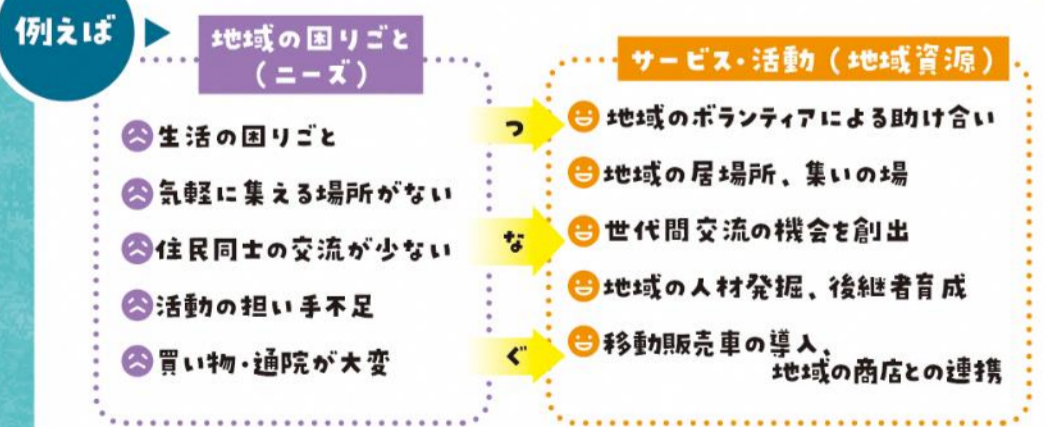 例えば
地域の困りごと
（ニーズ）
生活の困りごと
気軽に集える場所がない
住民同士の交流が少ない
活動の担い手不足
買い物・通院が大変
つ
な
ぐ
サービス・活動（地域資源）
地域のボランティアによる助け合い
地域の居場所、集いの場
世代間交流の機会を創出
地域の人材発掘、後継者育成
移動販売車の導入、
地域の商店との連携